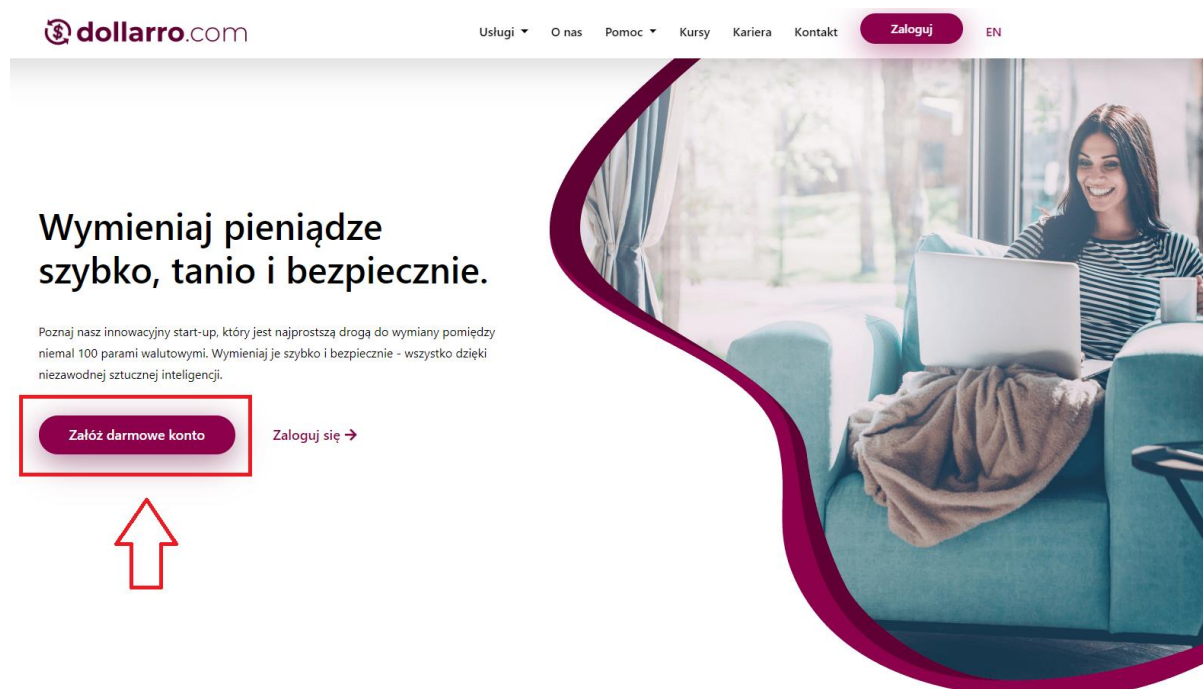 dollarro.com
Usługi O nas Pomoc Kursy Kariera Kontakt Zaloguj EN
Wymieniaj pieniądze
szybko, tanio i bezpiecznie.
Poznaj nasz innowacyjny start-up, który jest najprostszą drogą do wymiany pomiędzy
niemal 100 parami walutowymi. Wymieniaj je szybko i bezpiecznie - wszystko dzięki
niezawodnej sztucznej inteligencji.
Załóż darmowe konto
Zaloguj się →